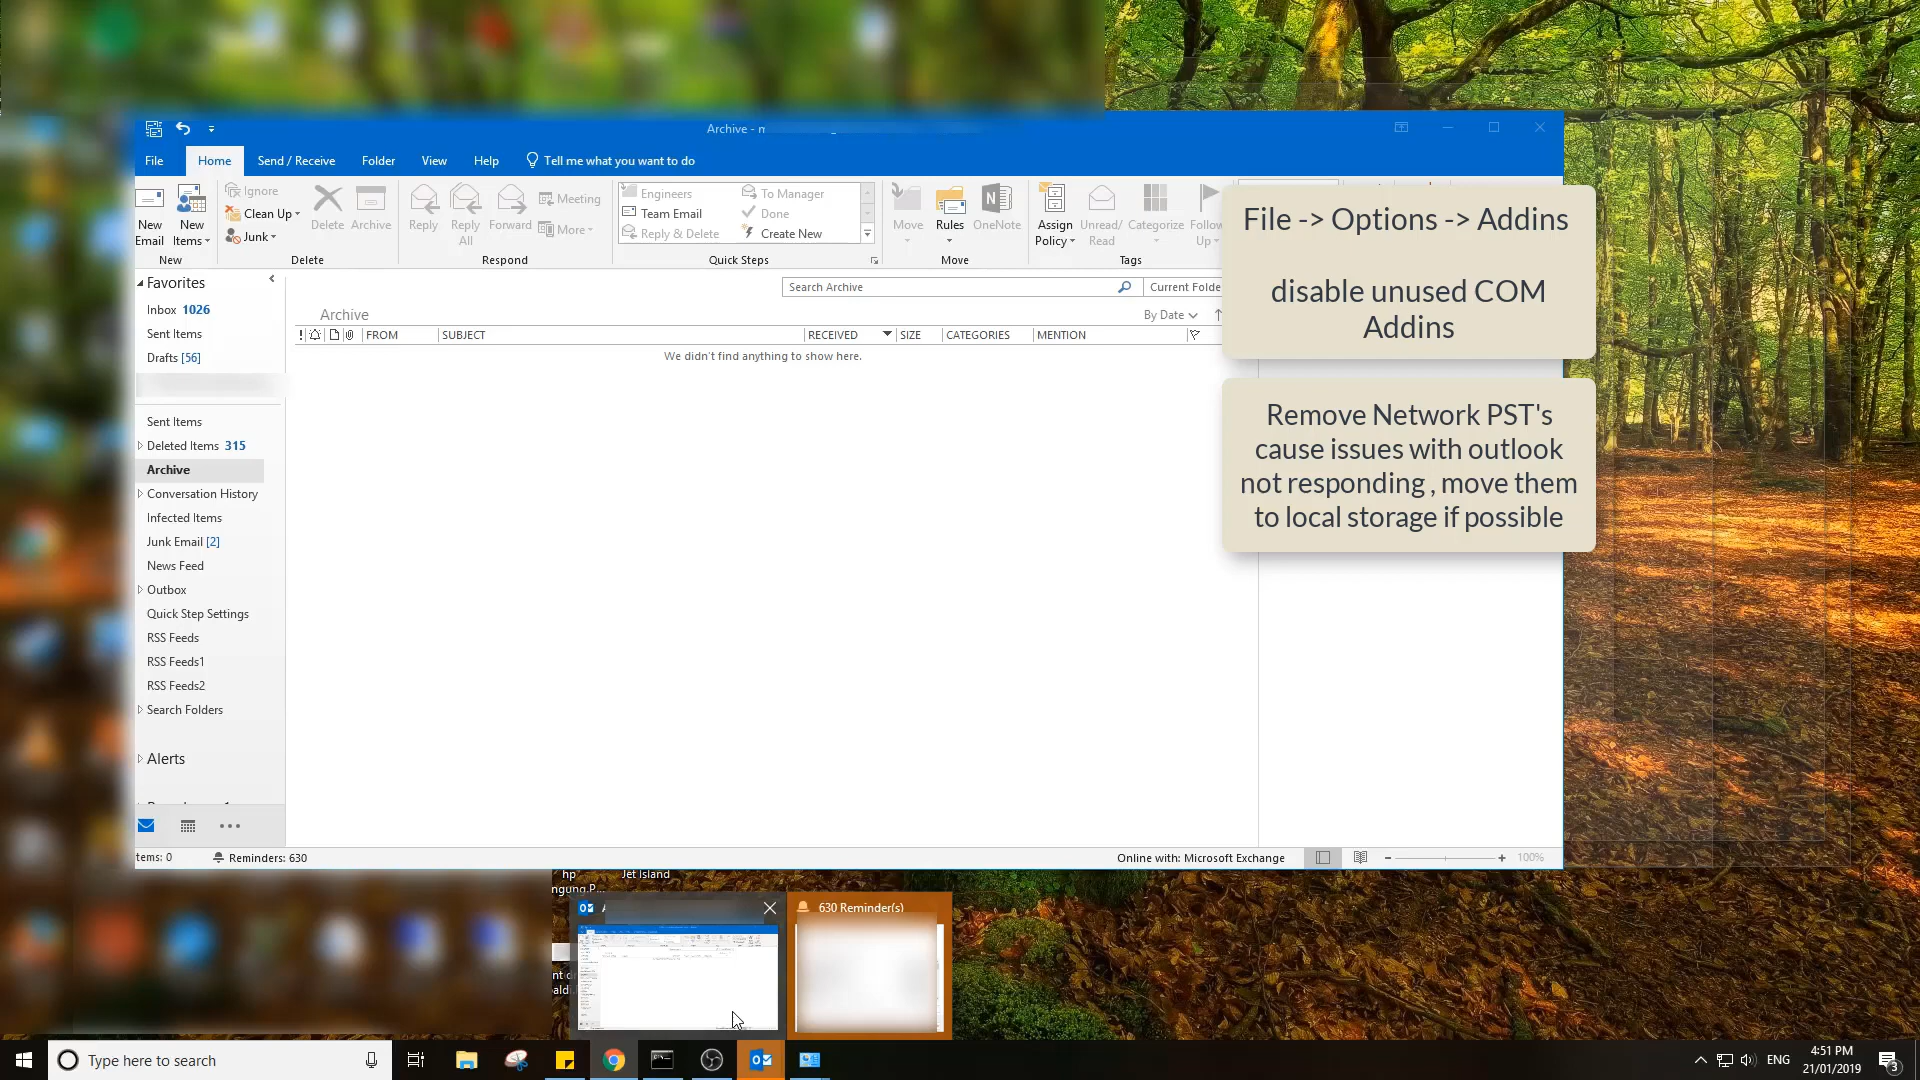 Archive - m
File Home Send / Receive Folder View Help Tell me what you want to do
New Email
New Items
New
Ignore
Clean Up
Junk
Delete
Archive
Delete
Reply
Reply All
Forward
Meeting
More
Respond
Engineers
Team Email
Reply & Delete
To Manager
Done
Create New
Quick Steps
Move
Rules
OneNote
Move
Assign Policy
Unread/ Read
Categorize
Follow Up
Tags
File -> Options -> Addins
disable unused COM
Addins
Remove Network PST's
cause issues with outlook
not responding , move them
to local storage if possible
Favorites
Inbox 1026
Sent Items
Drafts [56]
Sent Items
Deleted Items 315
Archive
Conversation History
Infected Items
Junk Email [2]
News Feed
Outbox
Quick Step Settings
RSS Feeds
RSS Feeds1
RSS Feeds2
Search Folders
Alerts
Search Archive
Current Folde
Archive
By Date
! FROM SUBJECT RECEIVED SIZE CATEGORIES MENTION
We didn't find anything to show here.
tems: 0 Reminders: 630
Online with: Microsoft Exchange
100%
hp
ngung.P...
Jet Island
630 Reminder(s)
Type here to search
ENG
4:51 PM
21/01/2019
3